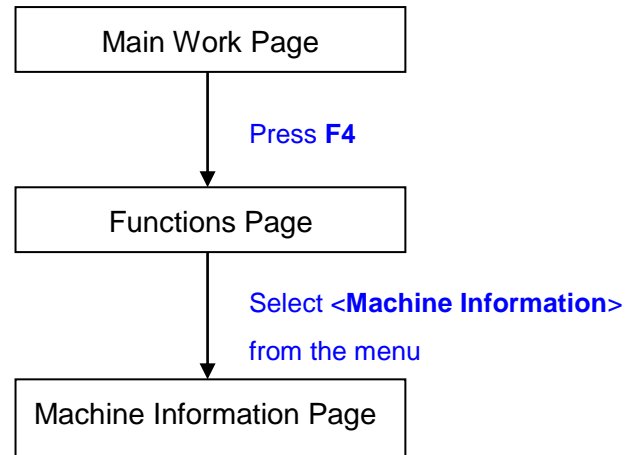 Main Work Page
Press F4
Functions Page
Select <Machine Information>
from the menu
Machine Information Page